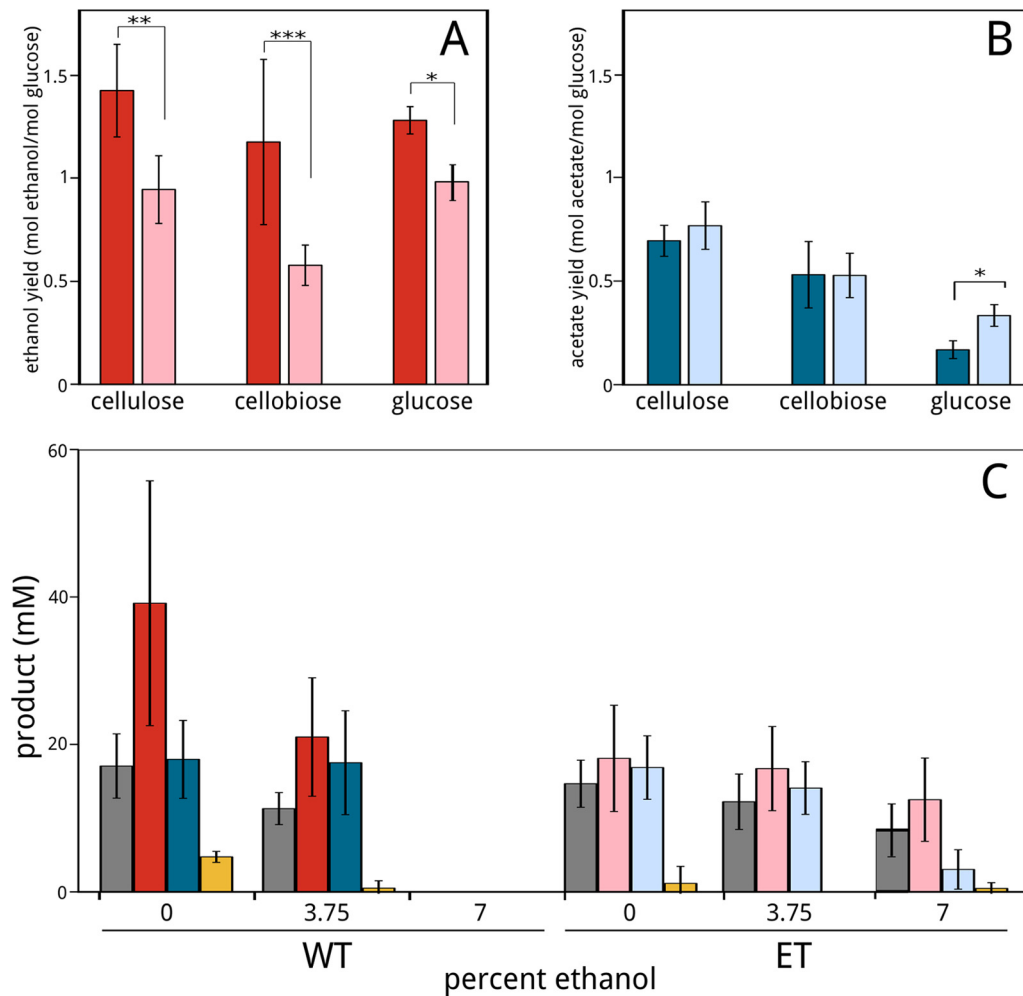 A
**
***
*
ethanol yield (mol ethanol/mol glucose)
1.5
1
0.5
0
cellulose cellobiose glucose
B
*
acetate yield (mol acetate/mol glucose)
1.5
1
0.5
0
cellulose cellobiose glucose
C
product (mM)
60
40
20
0
0 3.75 7 0 3.75 7
WT ET
percent ethanol